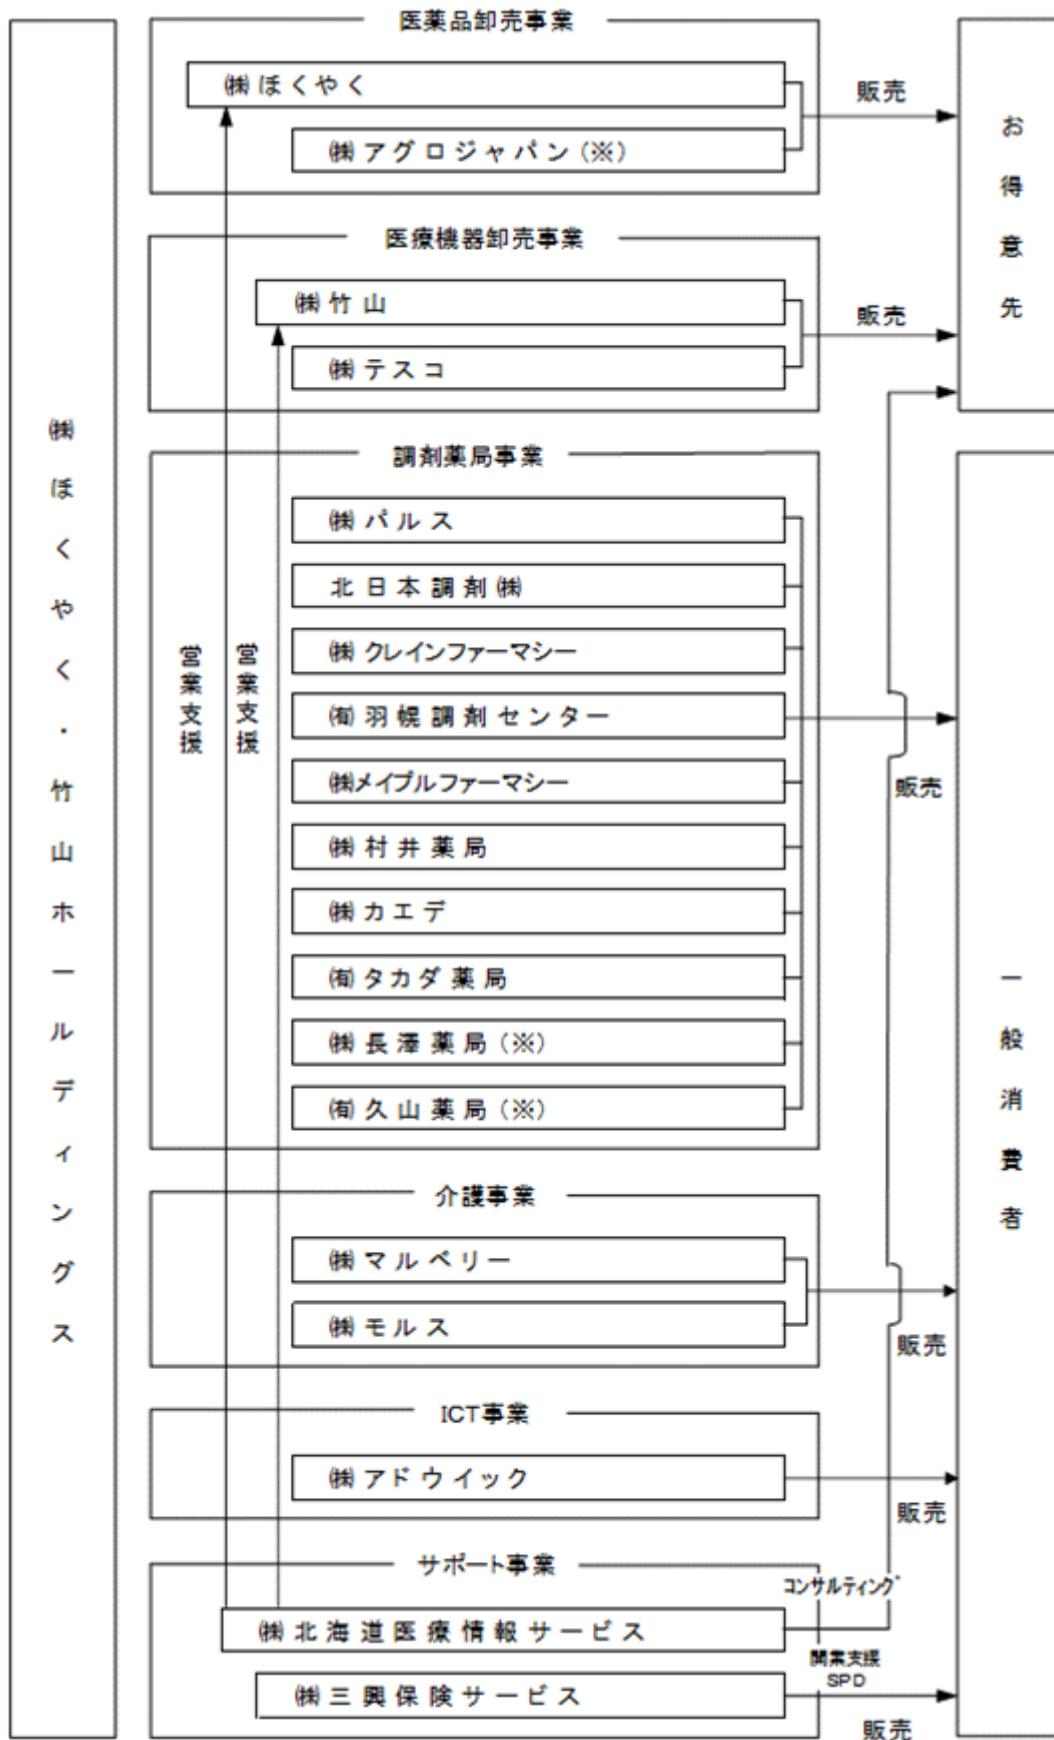 ㈱ほくやく・竹山ホールディングス
医薬品卸売事業
㈱ほくやく
㈱アグロジャパン(※)
販売
お得意先
医療機器卸売事業
㈱竹山
㈱テスコ
販売
調剤薬局事業
㈱パルス
北日本調剤㈱
㈱クレインファーマシー
㈲羽幌調剤センター
㈱メイプルファーマシー
㈱村井薬局
㈱カエデ
㈲タカダ薬局
㈱長澤薬局(※)
㈲久山薬局(※)
営業支援
営業支援
販売
一般消費者
介護事業
㈱マルベリー
㈱モルス
販売
ICT事業
㈱アドウイック
販売
サポート事業
コンサルティング
㈱北海道医療情報サービス
開業支援
SPD
㈱三興保険サービス
販売